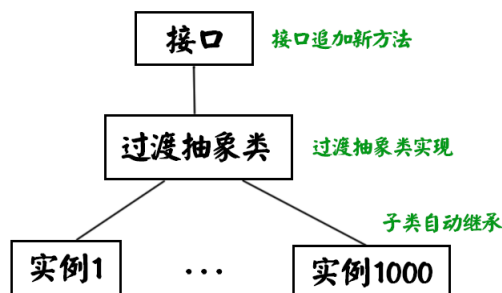 接口
接口追加新方法
过渡抽象类
过渡抽象类实现
子类自动继承
实例1
...
实例1000